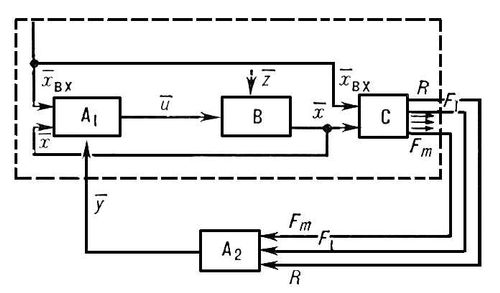 x̅вх ū z̅ x̅вх R F₁
A₁ B x̅ C
x̅ Fₘ
y̅
Fₘ
A₂ F₁
R